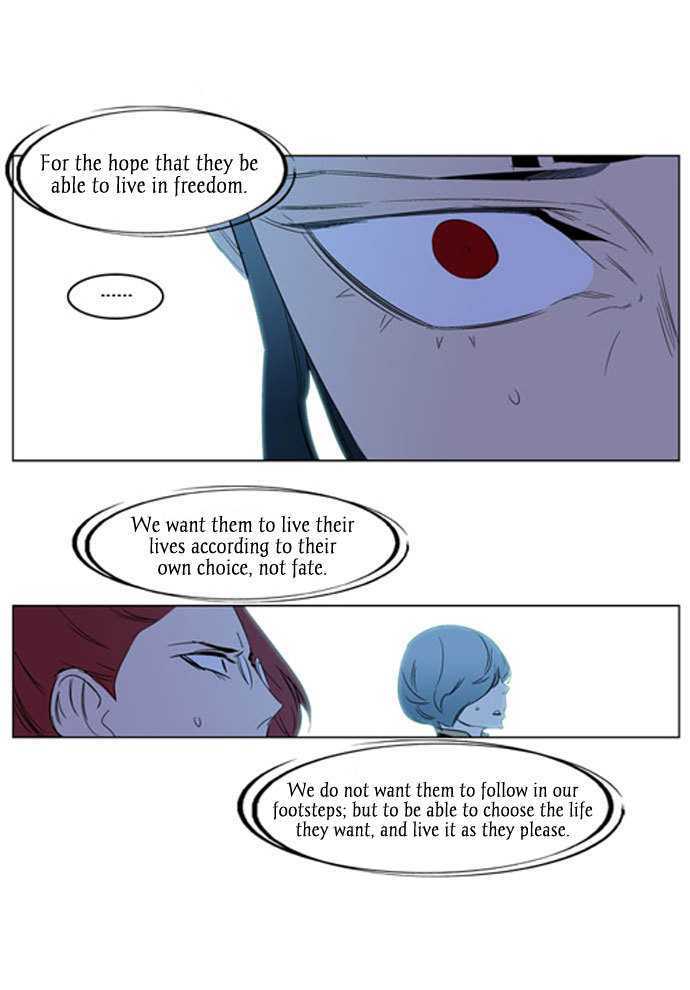 For the hope that they be
able to live in freedom.
......
We want them to live their
lives according to their
own choice, not fate.
We do not want them to follow in our
footsteps; but to be able to choose the life
they want, and live it as they please.